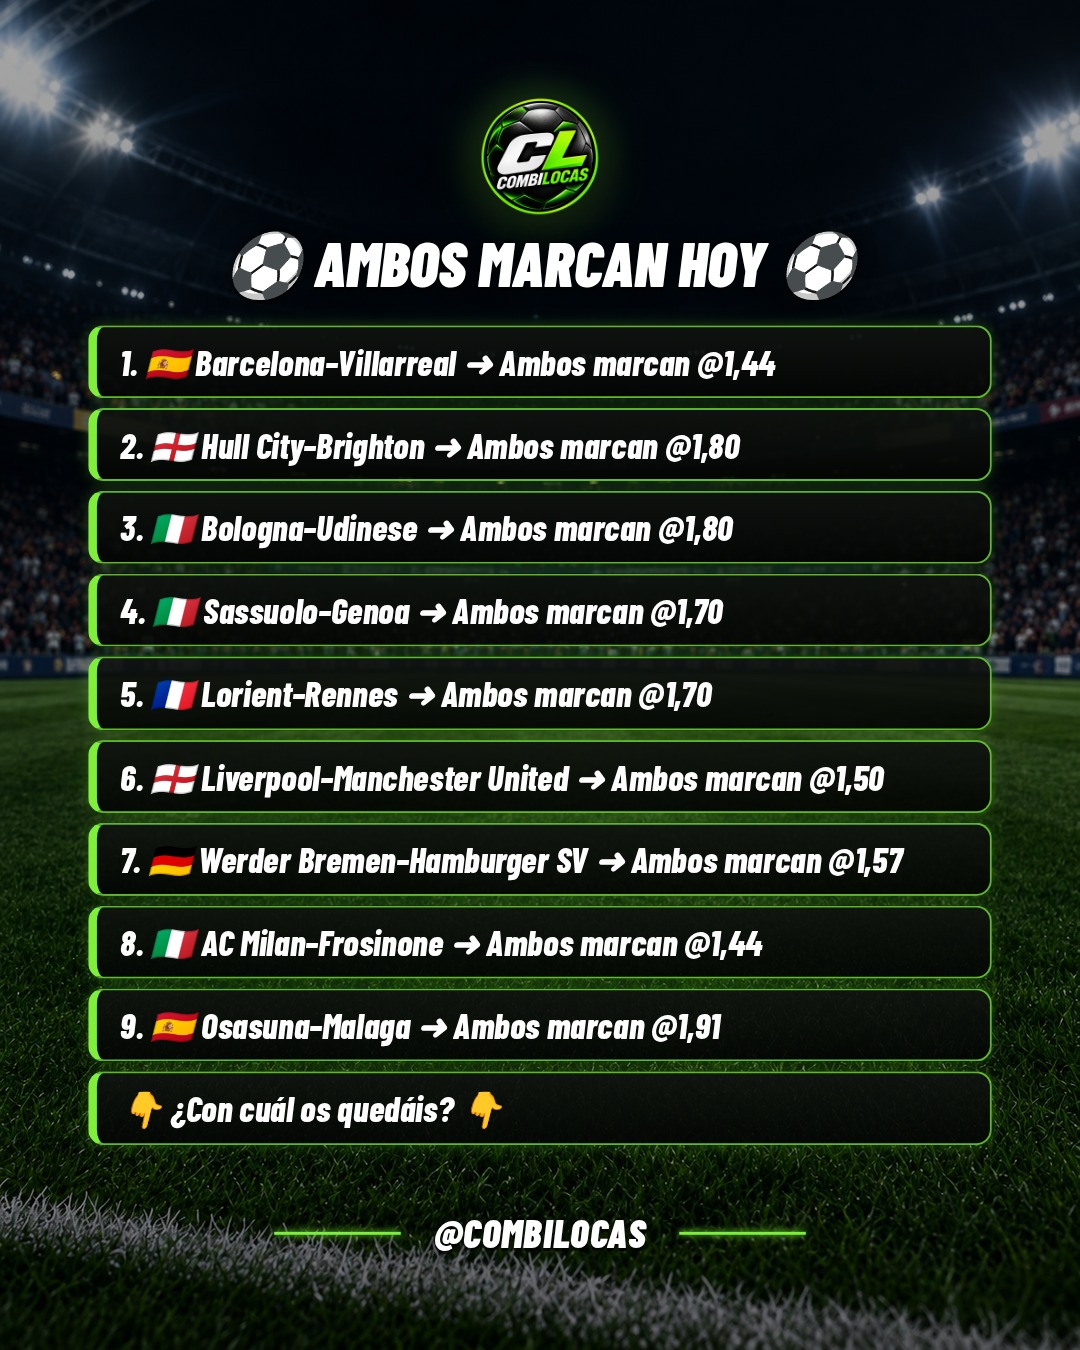 CL
COMBILOCAS
⚽ AMBOS MARCAN HOY ⚽
1. 🇪🇸 Barcelona-Villarreal ➜ Ambos marcan @1,44
2. 🏴󠁧󠁢󠁥󠁮󠁧󠁿 Hull City-Brighton ➜ Ambos marcan @1,80
3. 🇮🇹 Bologna-Udinese ➜ Ambos marcan @1,80
4. 🇮🇹 Sassuolo-Genoa ➜ Ambos marcan @1,70
5. 🇫🇷 Lorient-Rennes ➜ Ambos marcan @1,70
6. 🏴󠁧󠁢󠁥󠁮󠁧󠁿 Liverpool-Manchester United ➜ Ambos marcan @1,50
7. 🇩🇪 Werder Bremen-Hamburger SV ➜ Ambos marcan @1,57
8. 🇮🇹 AC Milan-Frosinone ➜ Ambos marcan @1,44
9. 🇪🇸 Osasuna-Malaga ➜ Ambos marcan @1,91
👇 ¿Con cuál os quedáis? 👇
@COMBILOCAS